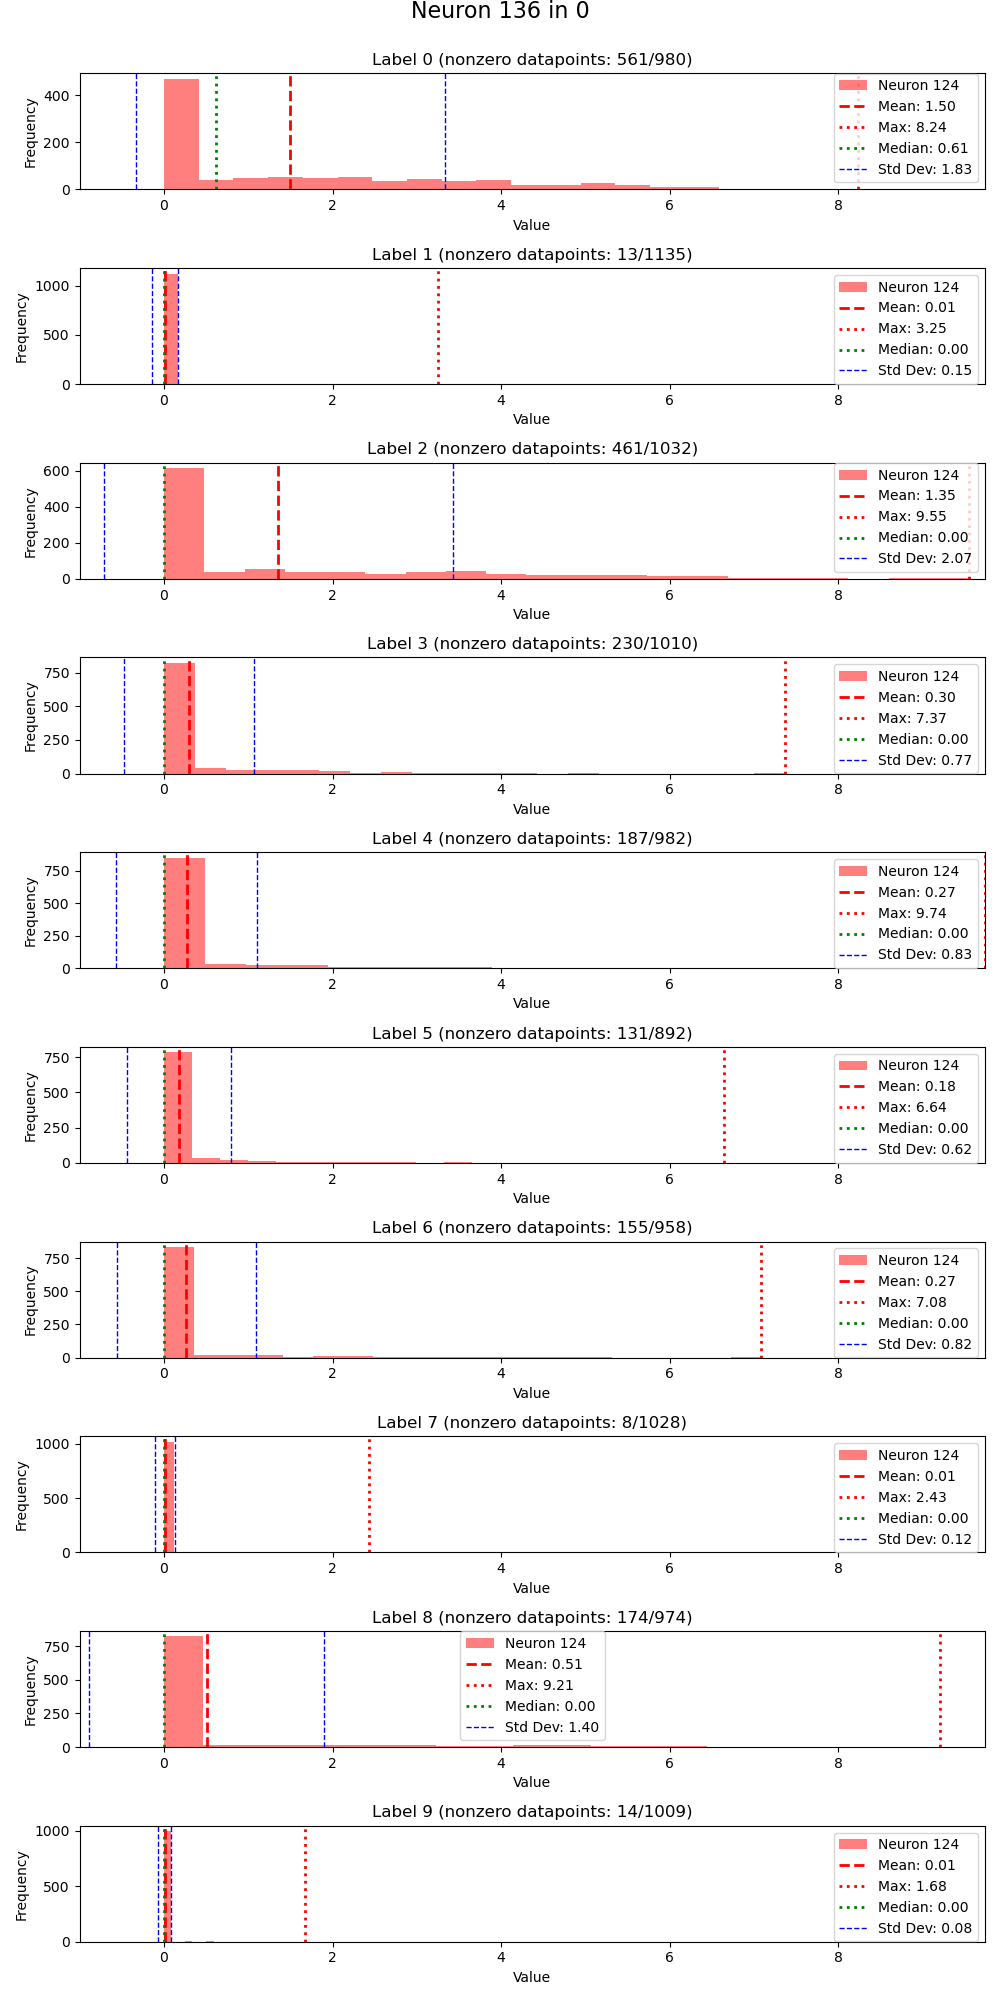 Neuron 136 in 0
Label 0 (nonzero datapoints: 561/980)
Frequency
400
200
0
Neuron 124
Mean: 1.50
Max: 8.24
Median: 0.61
Std Dev: 1.83
0 2 4 6 8
Value
Label 1 (nonzero datapoints: 13/1135)
Frequency
1000
500
0
Neuron 124
Mean: 0.01
Max: 3.25
Median: 0.00
Std Dev: 0.15
0 2 4 6 8
Value
Label 2 (nonzero datapoints: 461/1032)
Frequency
600
400
200
0
Neuron 124
Mean: 1.35
Max: 9.55
Median: 0.00
Std Dev: 2.07
0 2 4 6 8
Value
Label 3 (nonzero datapoints: 230/1010)
Frequency
750
500
250
0
Neuron 124
Mean: 0.30
Max: 7.37
Median: 0.00
Std Dev: 0.77
0 2 4 6 8
Value
Label 4 (nonzero datapoints: 187/982)
Frequency
750
500
250
0
Neuron 124
Mean: 0.27
Max: 9.74
Median: 0.00
Std Dev: 0.83
0 2 4 6 8
Value
Label 5 (nonzero datapoints: 131/892)
Frequency
750
500
250
0
Neuron 124
Mean: 0.18
Max: 6.64
Median: 0.00
Std Dev: 0.62
0 2 4 6 8
Value
Label 6 (nonzero datapoints: 155/958)
Frequency
750
500
250
0
Neuron 124
Mean: 0.27
Max: 7.08
Median: 0.00
Std Dev: 0.82
0 2 4 6 8
Value
Label 7 (nonzero datapoints: 8/1028)
Frequency
1000
500
0
Neuron 124
Mean: 0.01
Max: 2.43
Median: 0.00
Std Dev: 0.12
0 2 4 6 8
Value
Label 8 (nonzero datapoints: 174/974)
Frequency
750
500
250
0
Neuron 124
Mean: 0.51
Max: 9.21
Median: 0.00
Std Dev: 1.40
0 2 4 6 8
Value
Label 9 (nonzero datapoints: 14/1009)
Frequency
1000
500
0
Neuron 124
Mean: 0.01
Max: 1.68
Median: 0.00
Std Dev: 0.08
0 2 4 6 8
Value